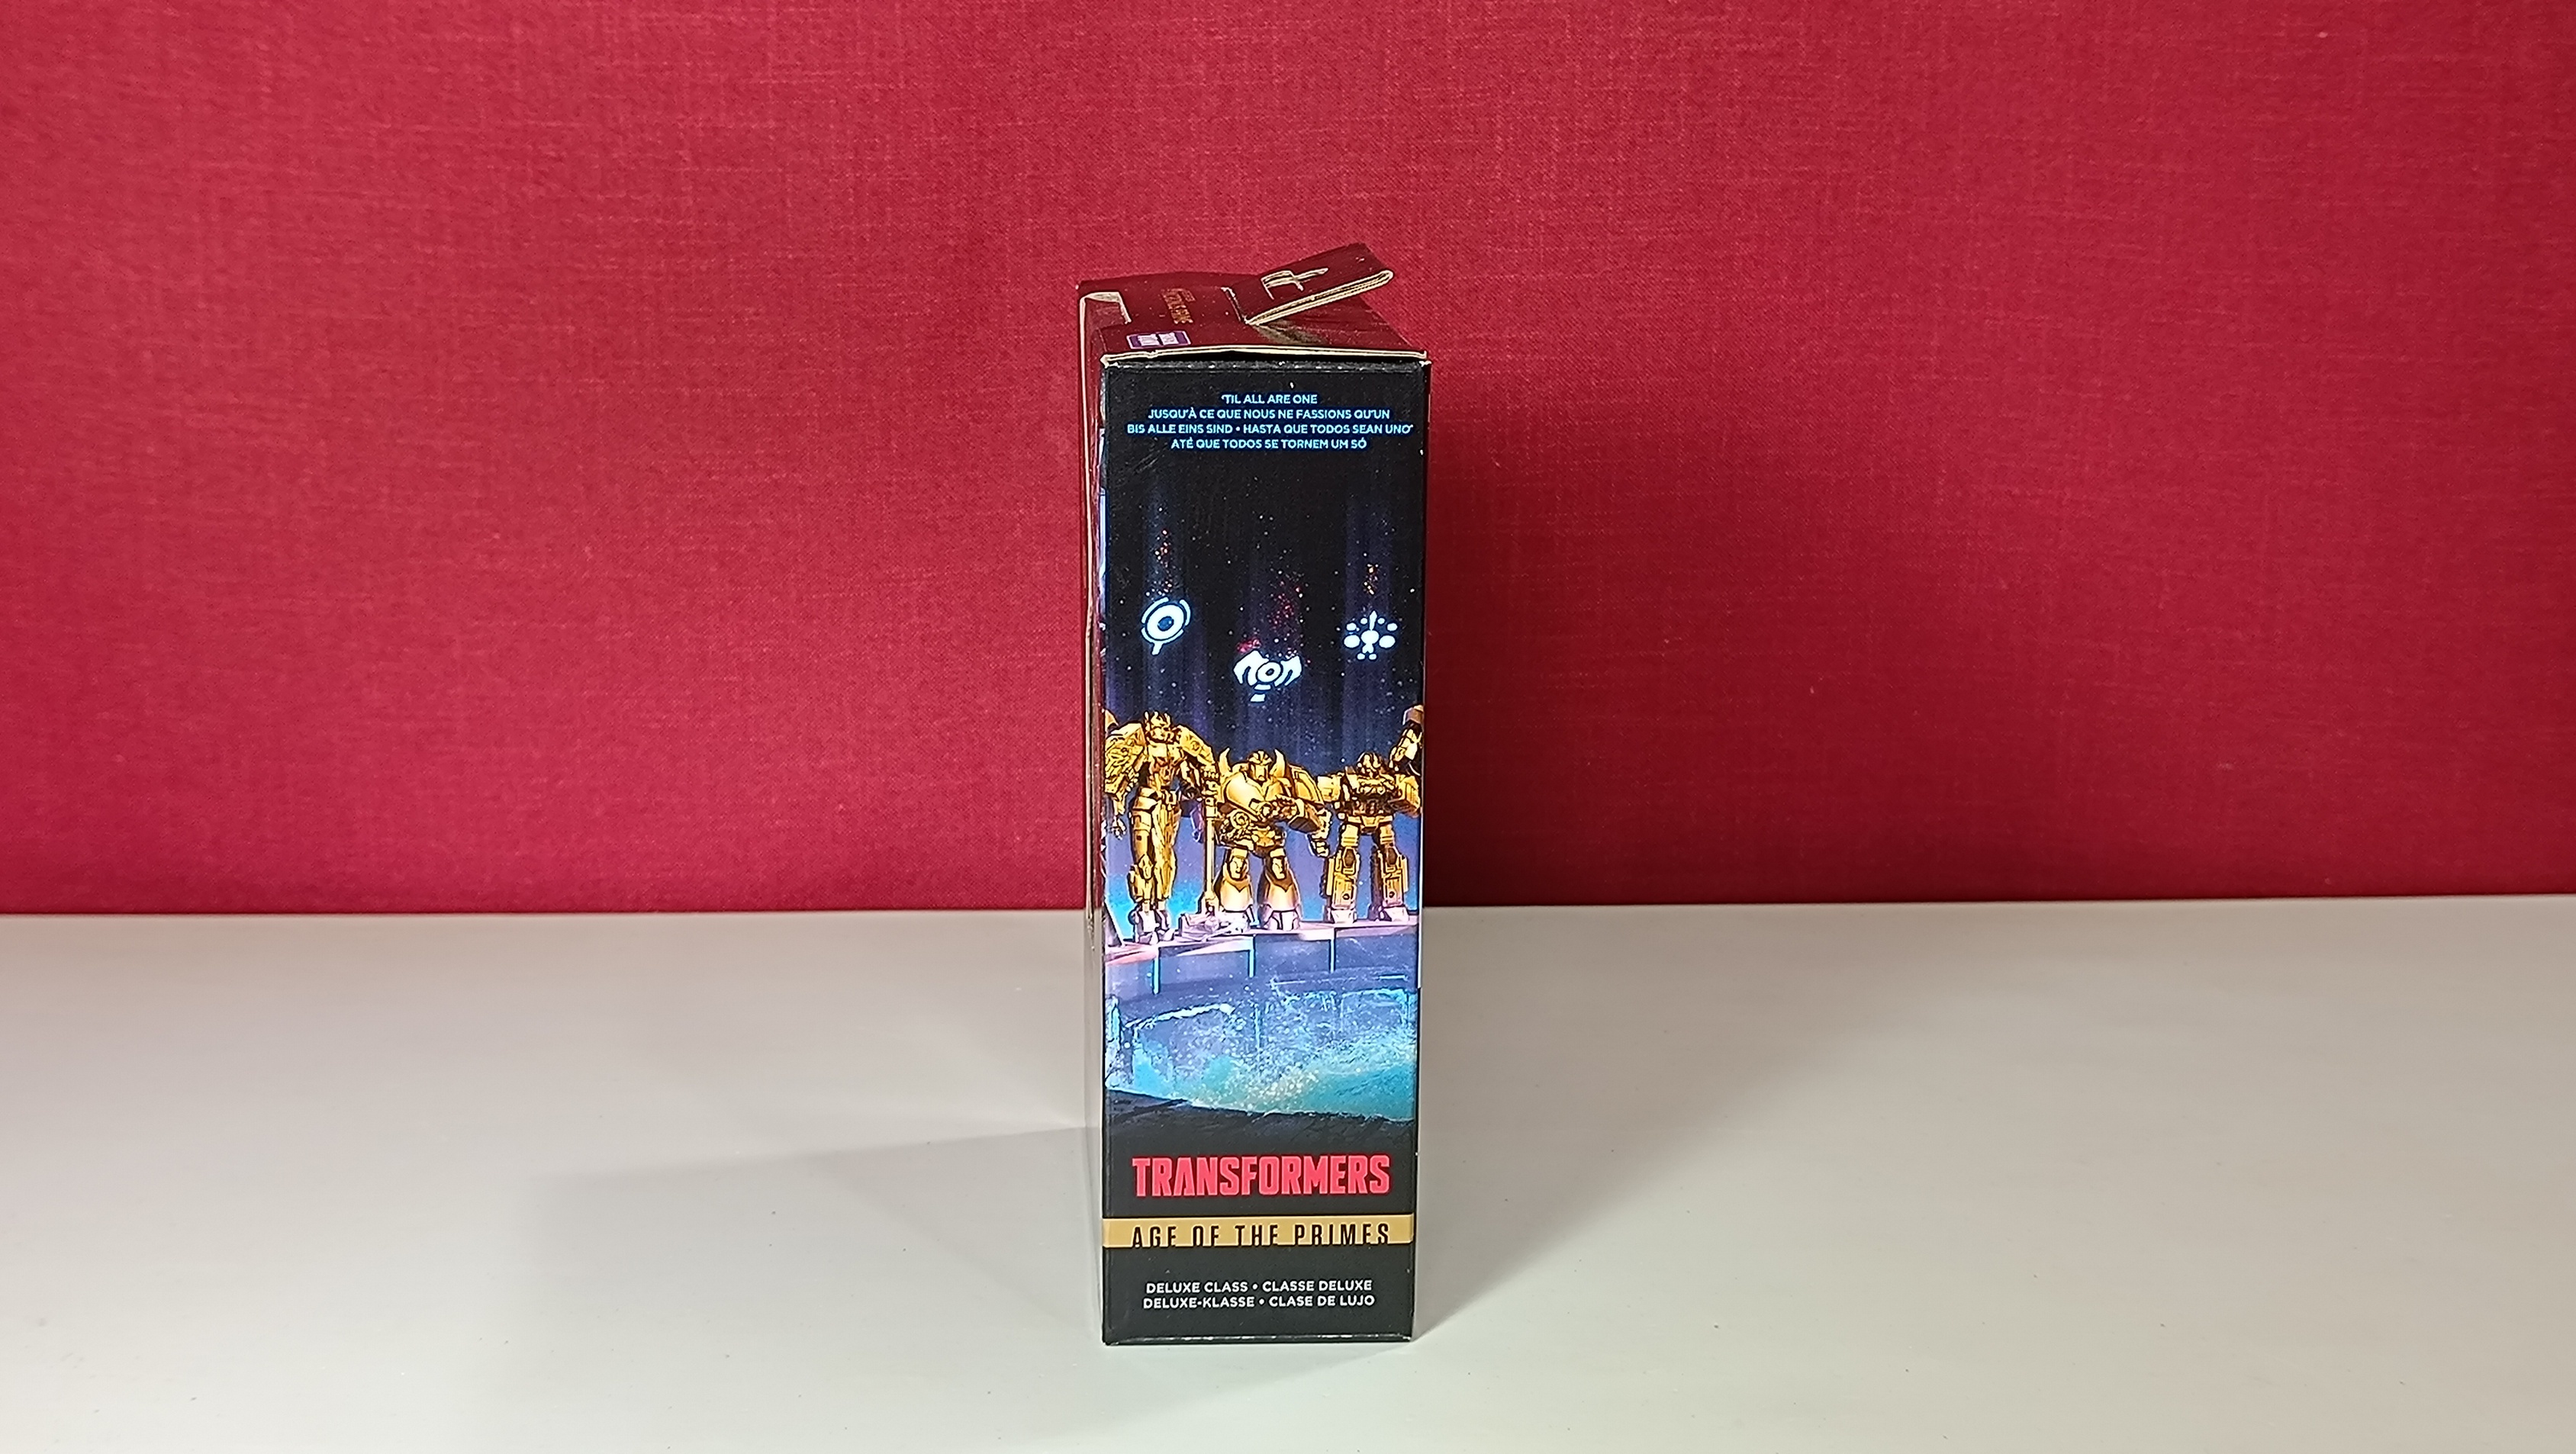 'TIL ALL ARE ONE
JUSQU'À CE QUE NOUS NE FASSIONS QU'UN
BIS ALLE EINS SIND • HASTA QUE TODOS SEAN UNO
ATÉ QUE TODOS SE TORNEM UM SÓ
TRANSFORMERS
AGE OF THE PRIMES
DELUXE CLASS • CLASSE DELUXE
DELUXE-KLASSE • CLASE DE LUJO